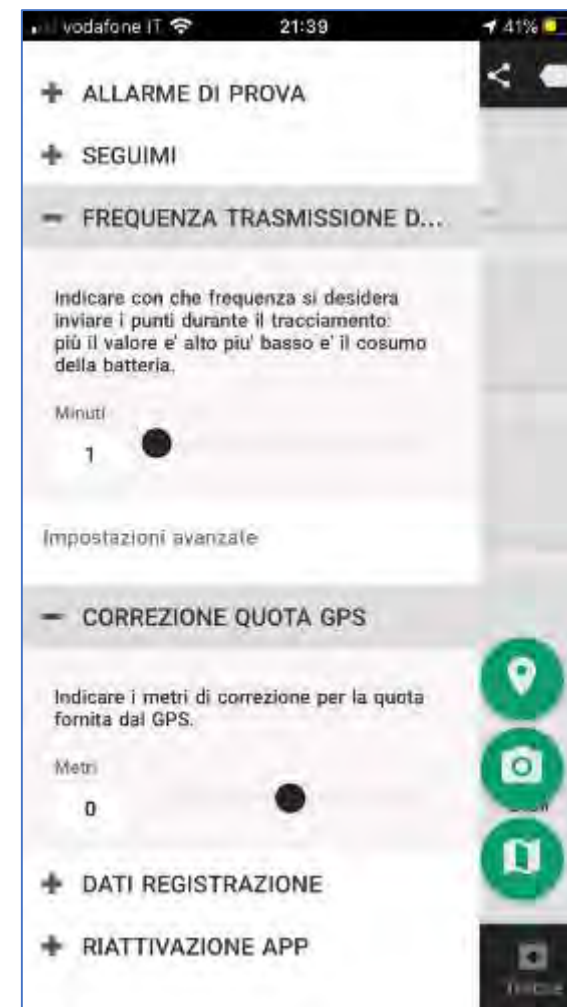 vodafone IT 21:39 41%
+ ALLARME DI PROVA
+ SEGUIMI
- FREQUENZA TRASMISSIONE D...
Indicare con che frequenza si desidera
inviare i punti durante il tracciamento:
più il valore e' alto piu' basso e' il cosumo
della batteria.
Minuti
1
Impostazioni avanzate
- CORREZIONE QUOTA GPS
Indicare i metri di correzione per la quota
fornita dal GPS.
Metri
0
+ DATI REGISTRAZIONE
+ RIATTIVAZIONE APP